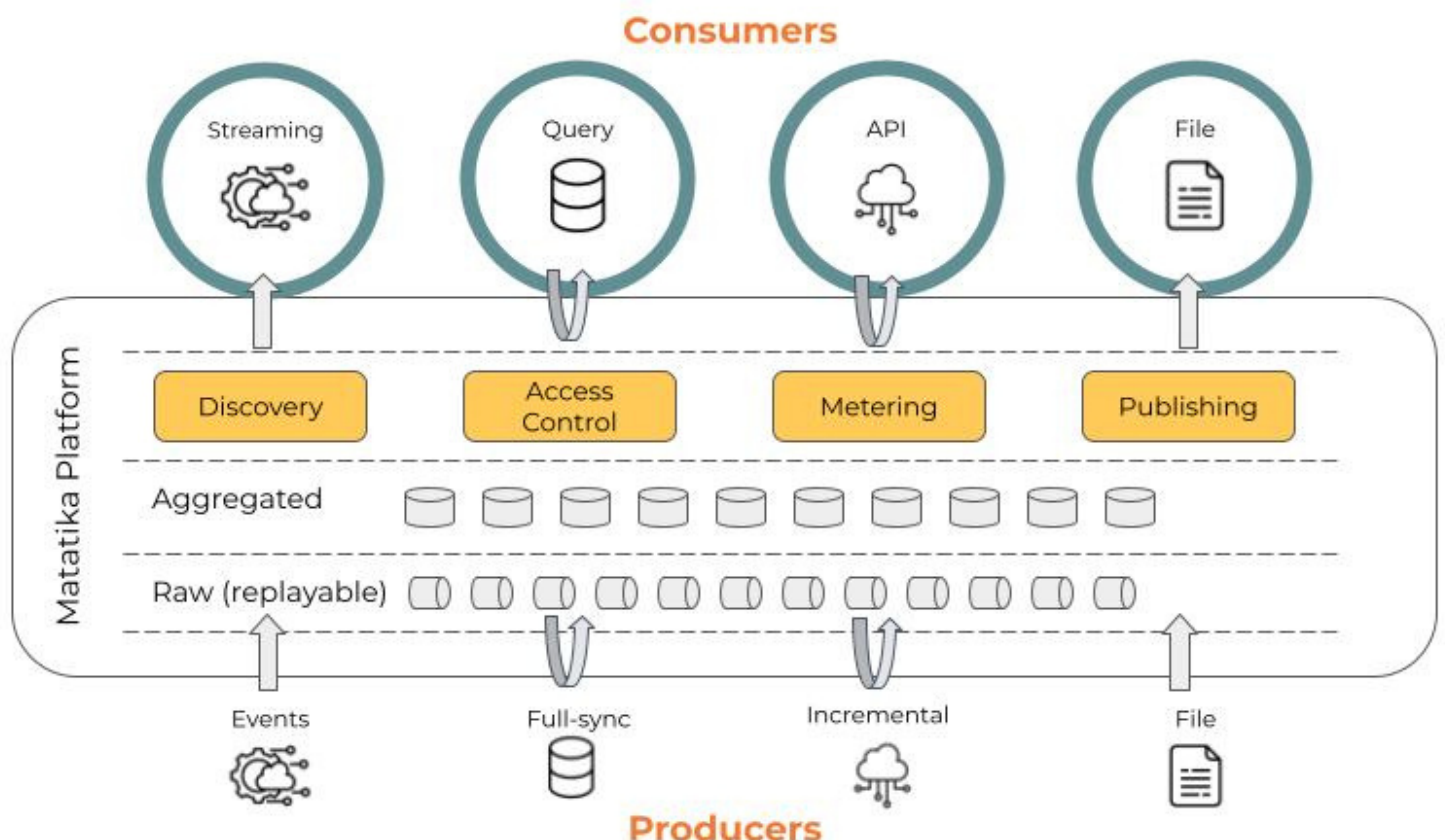 Consumers
Streaming
Query
API
File
Matatika Platform
Discovery
Access
Control
Metering
Publishing
Aggregated
Raw (replayable)
Events
Full-sync
Incremental
File
Producers